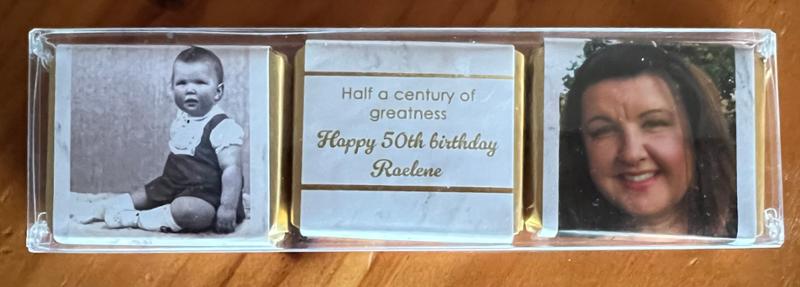 Half a century of
greatness
Happy 50th birthday
Raelene